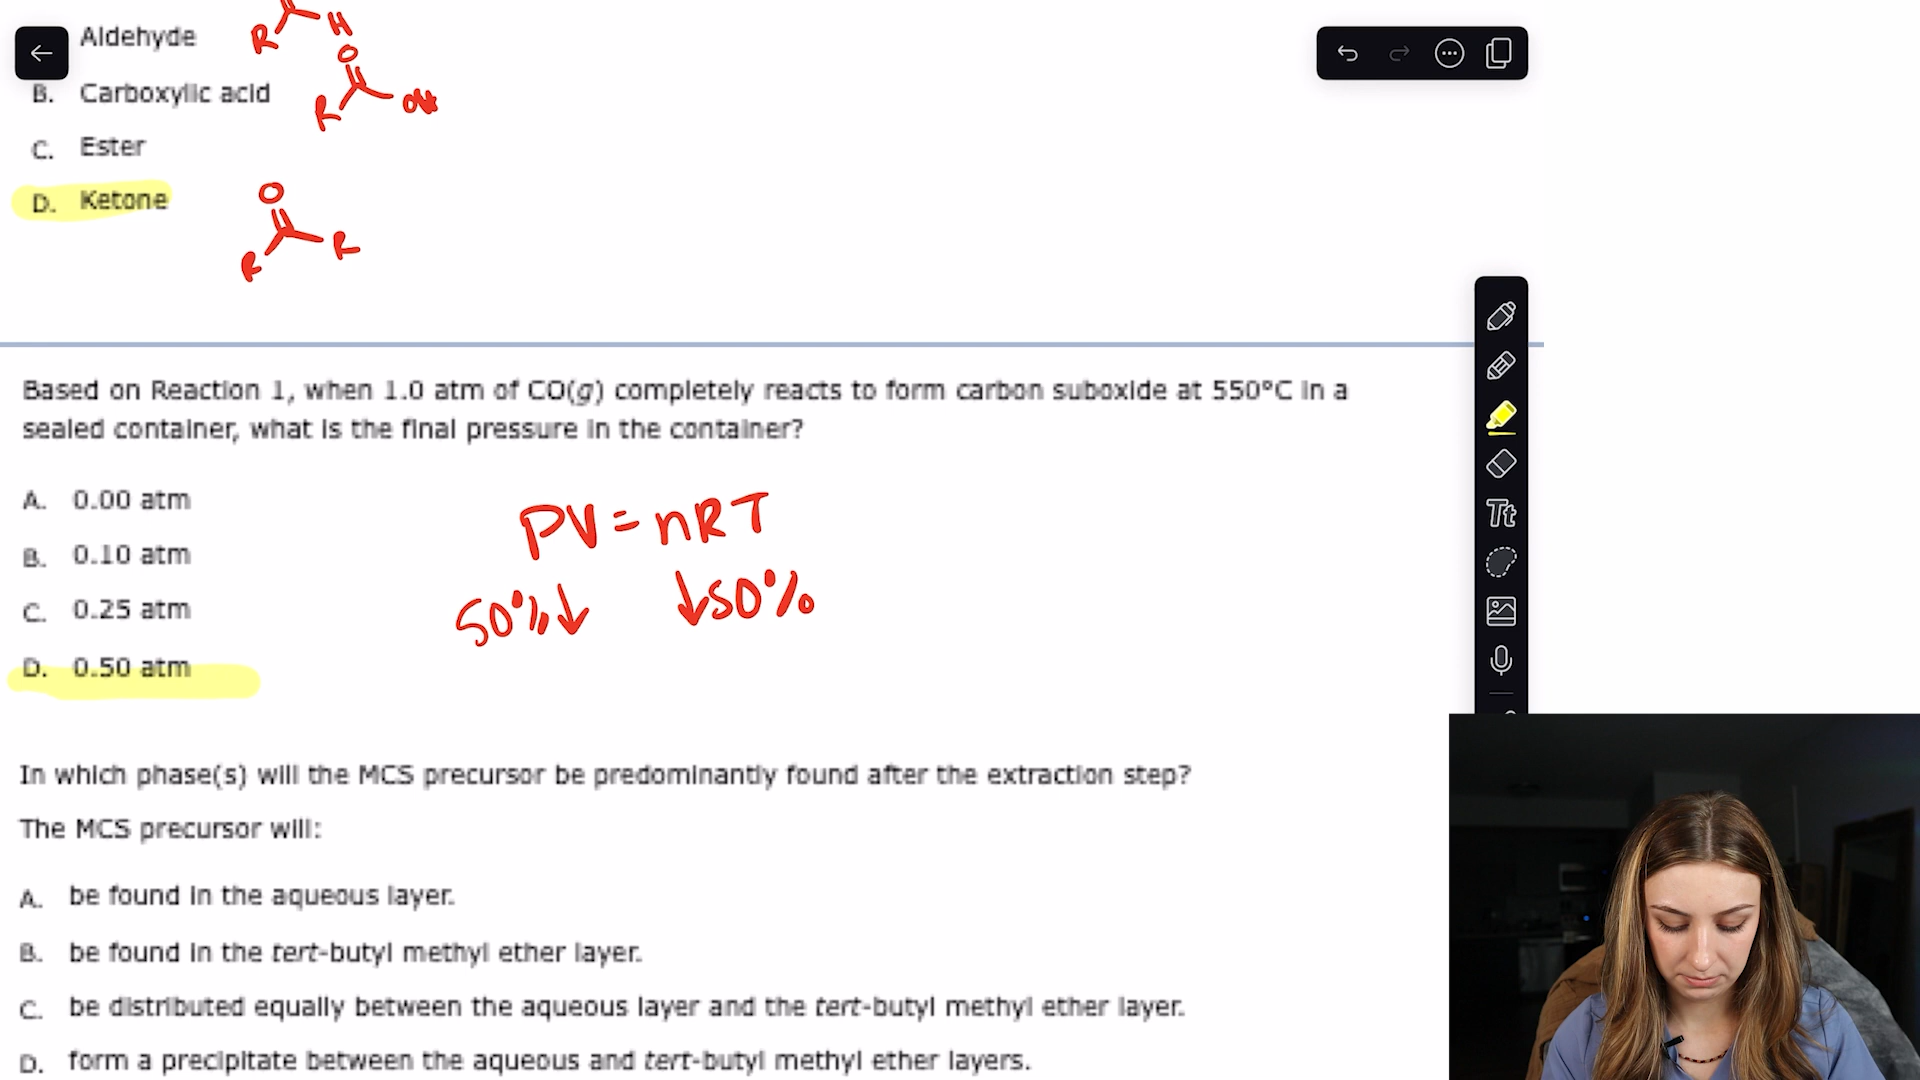 Aldehyde
R H
B. Carboxylic acid
O
R OH
C. Ester
D. Ketone
O
R R
Based on Reaction 1, when 1.0 atm of CO(g) completely reacts to form carbon suboxide at 550°C in a
sealed container, what is the final pressure in the container?
A. 0.00 atm
B. 0.10 atm
C. 0.25 atm
D. 0.50 atm
PV = nRT
50% ↓ ↓ 50%
Tt
In which phase(s) will the MCS precursor be predominantly found after the extraction step?
The MCS precursor will:
A. be found in the aqueous layer.
B. be found in the tert-butyl methyl ether layer.
C. be distributed equally between the aqueous layer and the tert-butyl methyl ether layer.
D. form a precipitate between the aqueous and tert-butyl methyl ether layers.